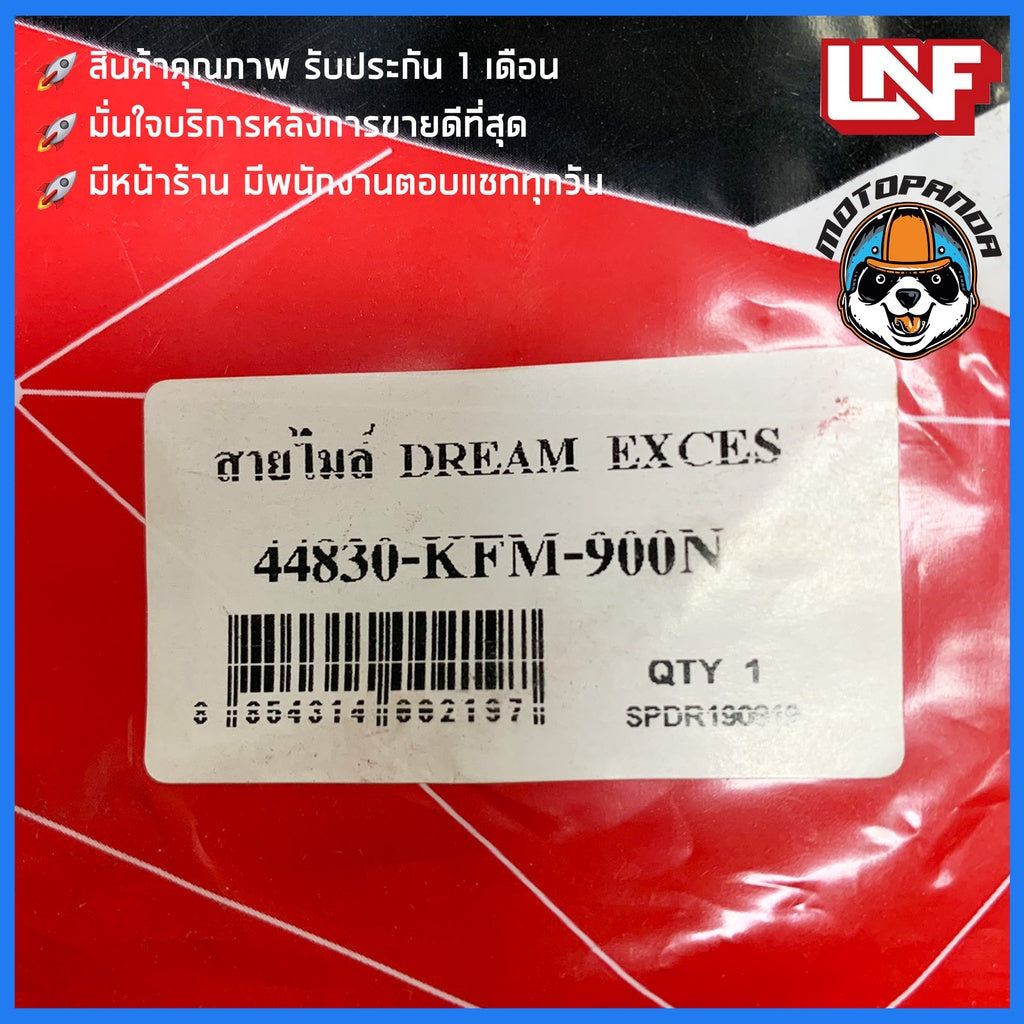 สินค้าคุณภาพ รับประกัน 1 เดือน
มั่นใจบริการหลังการขายดีที่สุด
มีหน้าร้าน มีพนักงานตอบแชททุกวัน
LNF
MOTOPANDA
สายไมล์ DREAM EXCES
44830-KFM-900N
QTY 1